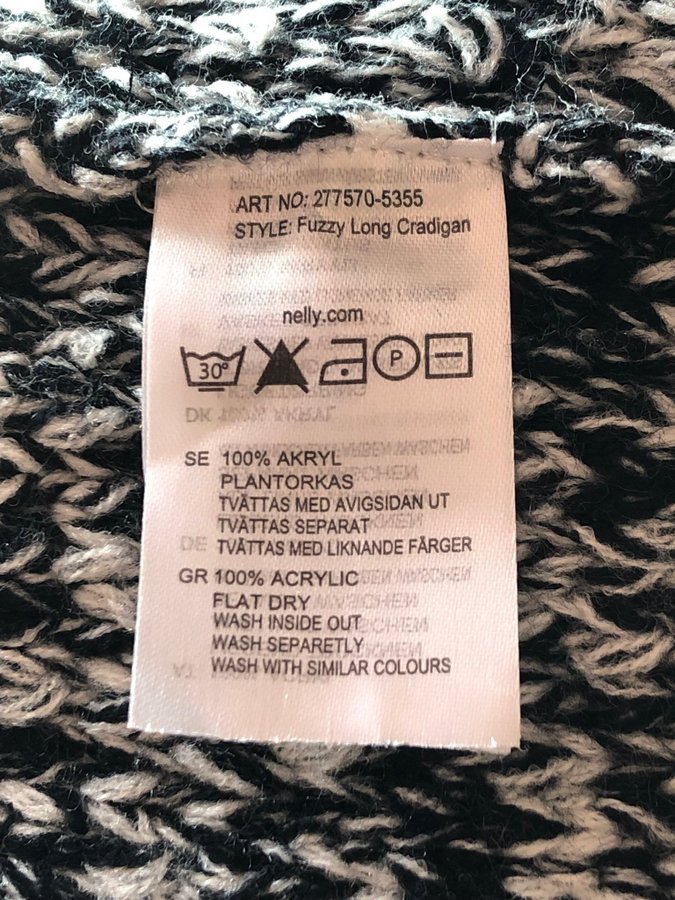 ART NO: 277570-5355
STYLE: Fuzzy Long Cradigan
nelly.com
30° P
SE 100% AKRYL
PLANTORKAS
TVÄTTAS MED AVIGSIDAN UT
TVÄTTAS SEPARAT
TVÄTTAS MED LIKNANDE FÄRGER
GR 100% ACRYLIC
FLAT DRY
WASH INSIDE OUT
WASH SEPARETLY
WASH WITH SIMILAR COLOURS